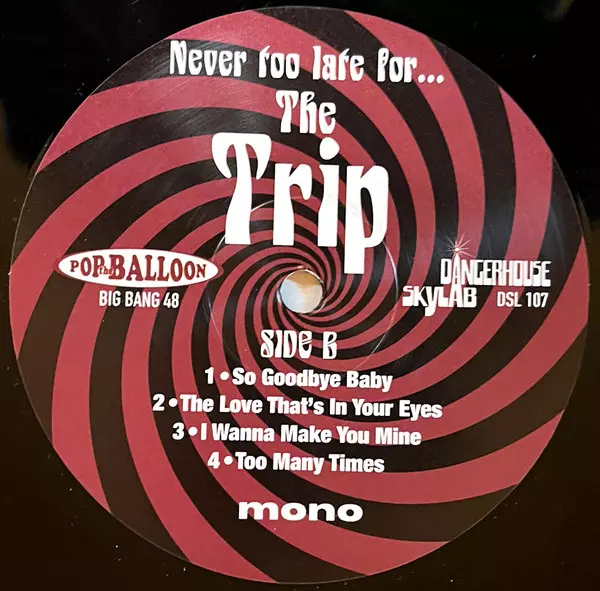 Never too late for...
The
Trip
POP the BALLOON
BIG BANG 48
DANGERHOUSE
SKYLAB
DSL 107
SIDE B
1•So Goodbye Baby
2•The Love That's In Your Eyes
3•I Wanna Make You Mine
4•Too Many Times
mono